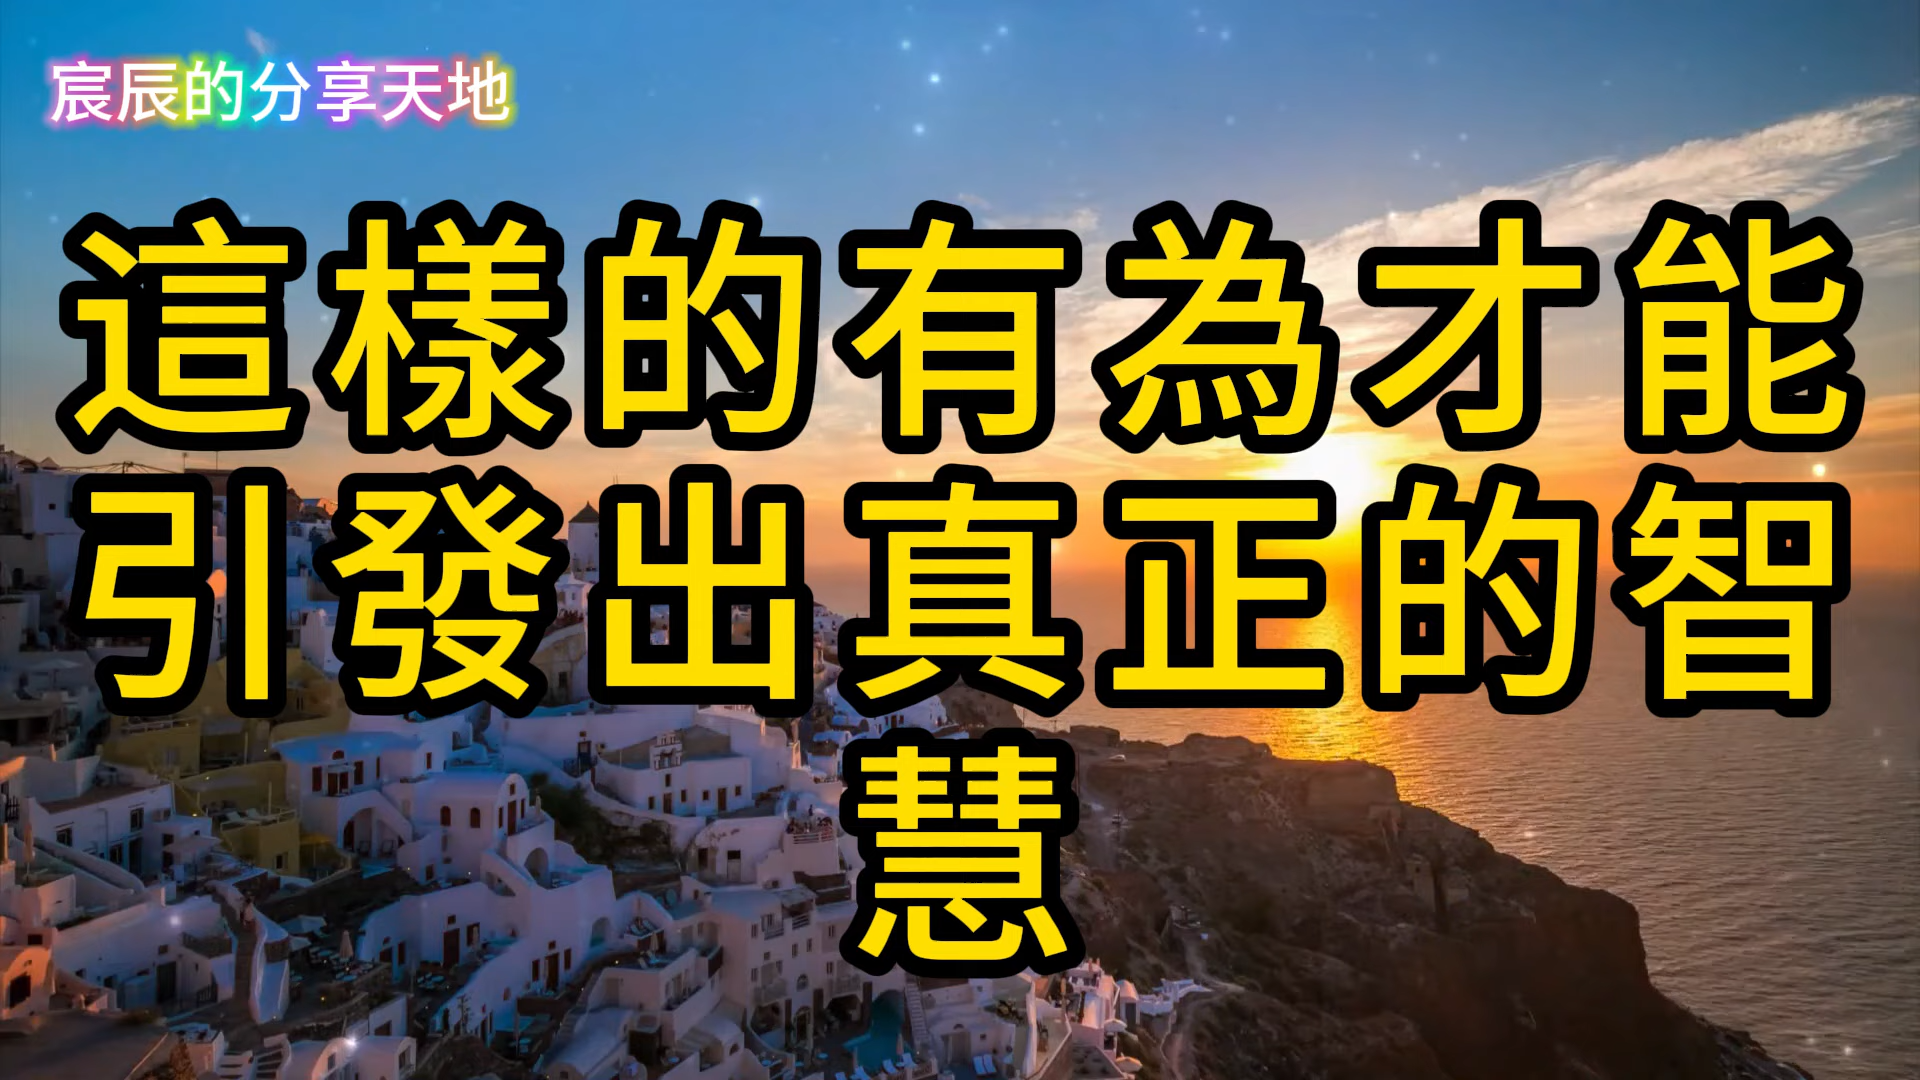 宸辰的分享天地
這樣的有為才能
引發出真正的智
慧